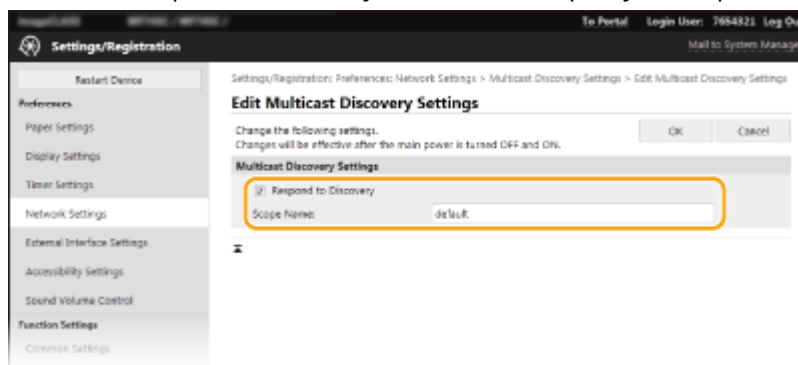 To Portal Login User: 7654321 Log Ou
Settings/Registration
Mail to System Manage
Restart Device
Settings/Registration: Preferences: Network Settings > Multicast Discovery Settings > Edit Multicast Discovery Settings
Preferences
Edit Multicast Discovery Settings
Paper Settings
Change the following settings.
Changes will be effective after the main power is turned OFF and ON.
OK Cancel
Display Settings
Multicast Discovery Settings
Timer Settings
Respond to Discovery
Network Settings
Scope Name: default
External Interface Settings
Accessibility Settings
Sound Volume Control
Function Settings
Common Settings